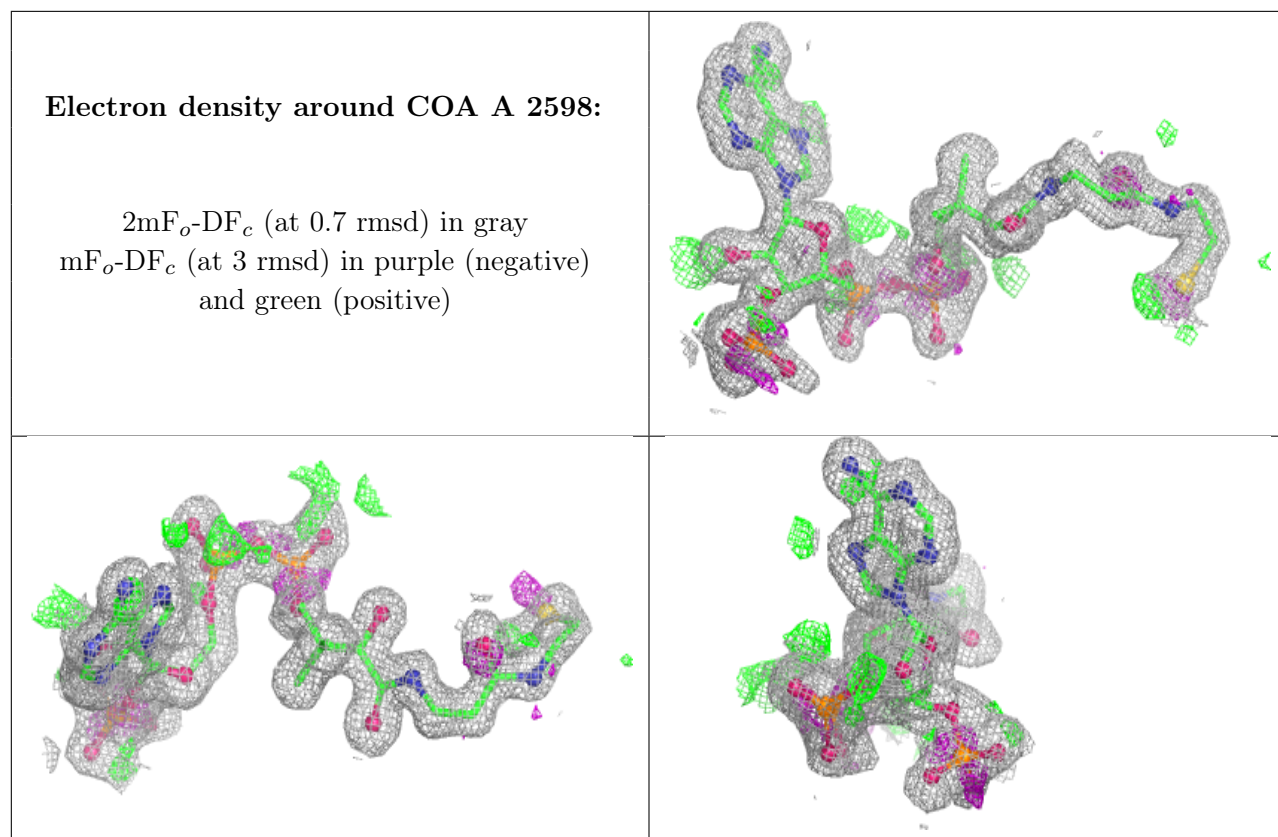 Electron density around COA A 2598:
2mFₒ-DF𝒸 (at 0.7 rmsd) in gray
mFₒ-DF𝒸 (at 3 rmsd) in purple (negative)
and green (positive)